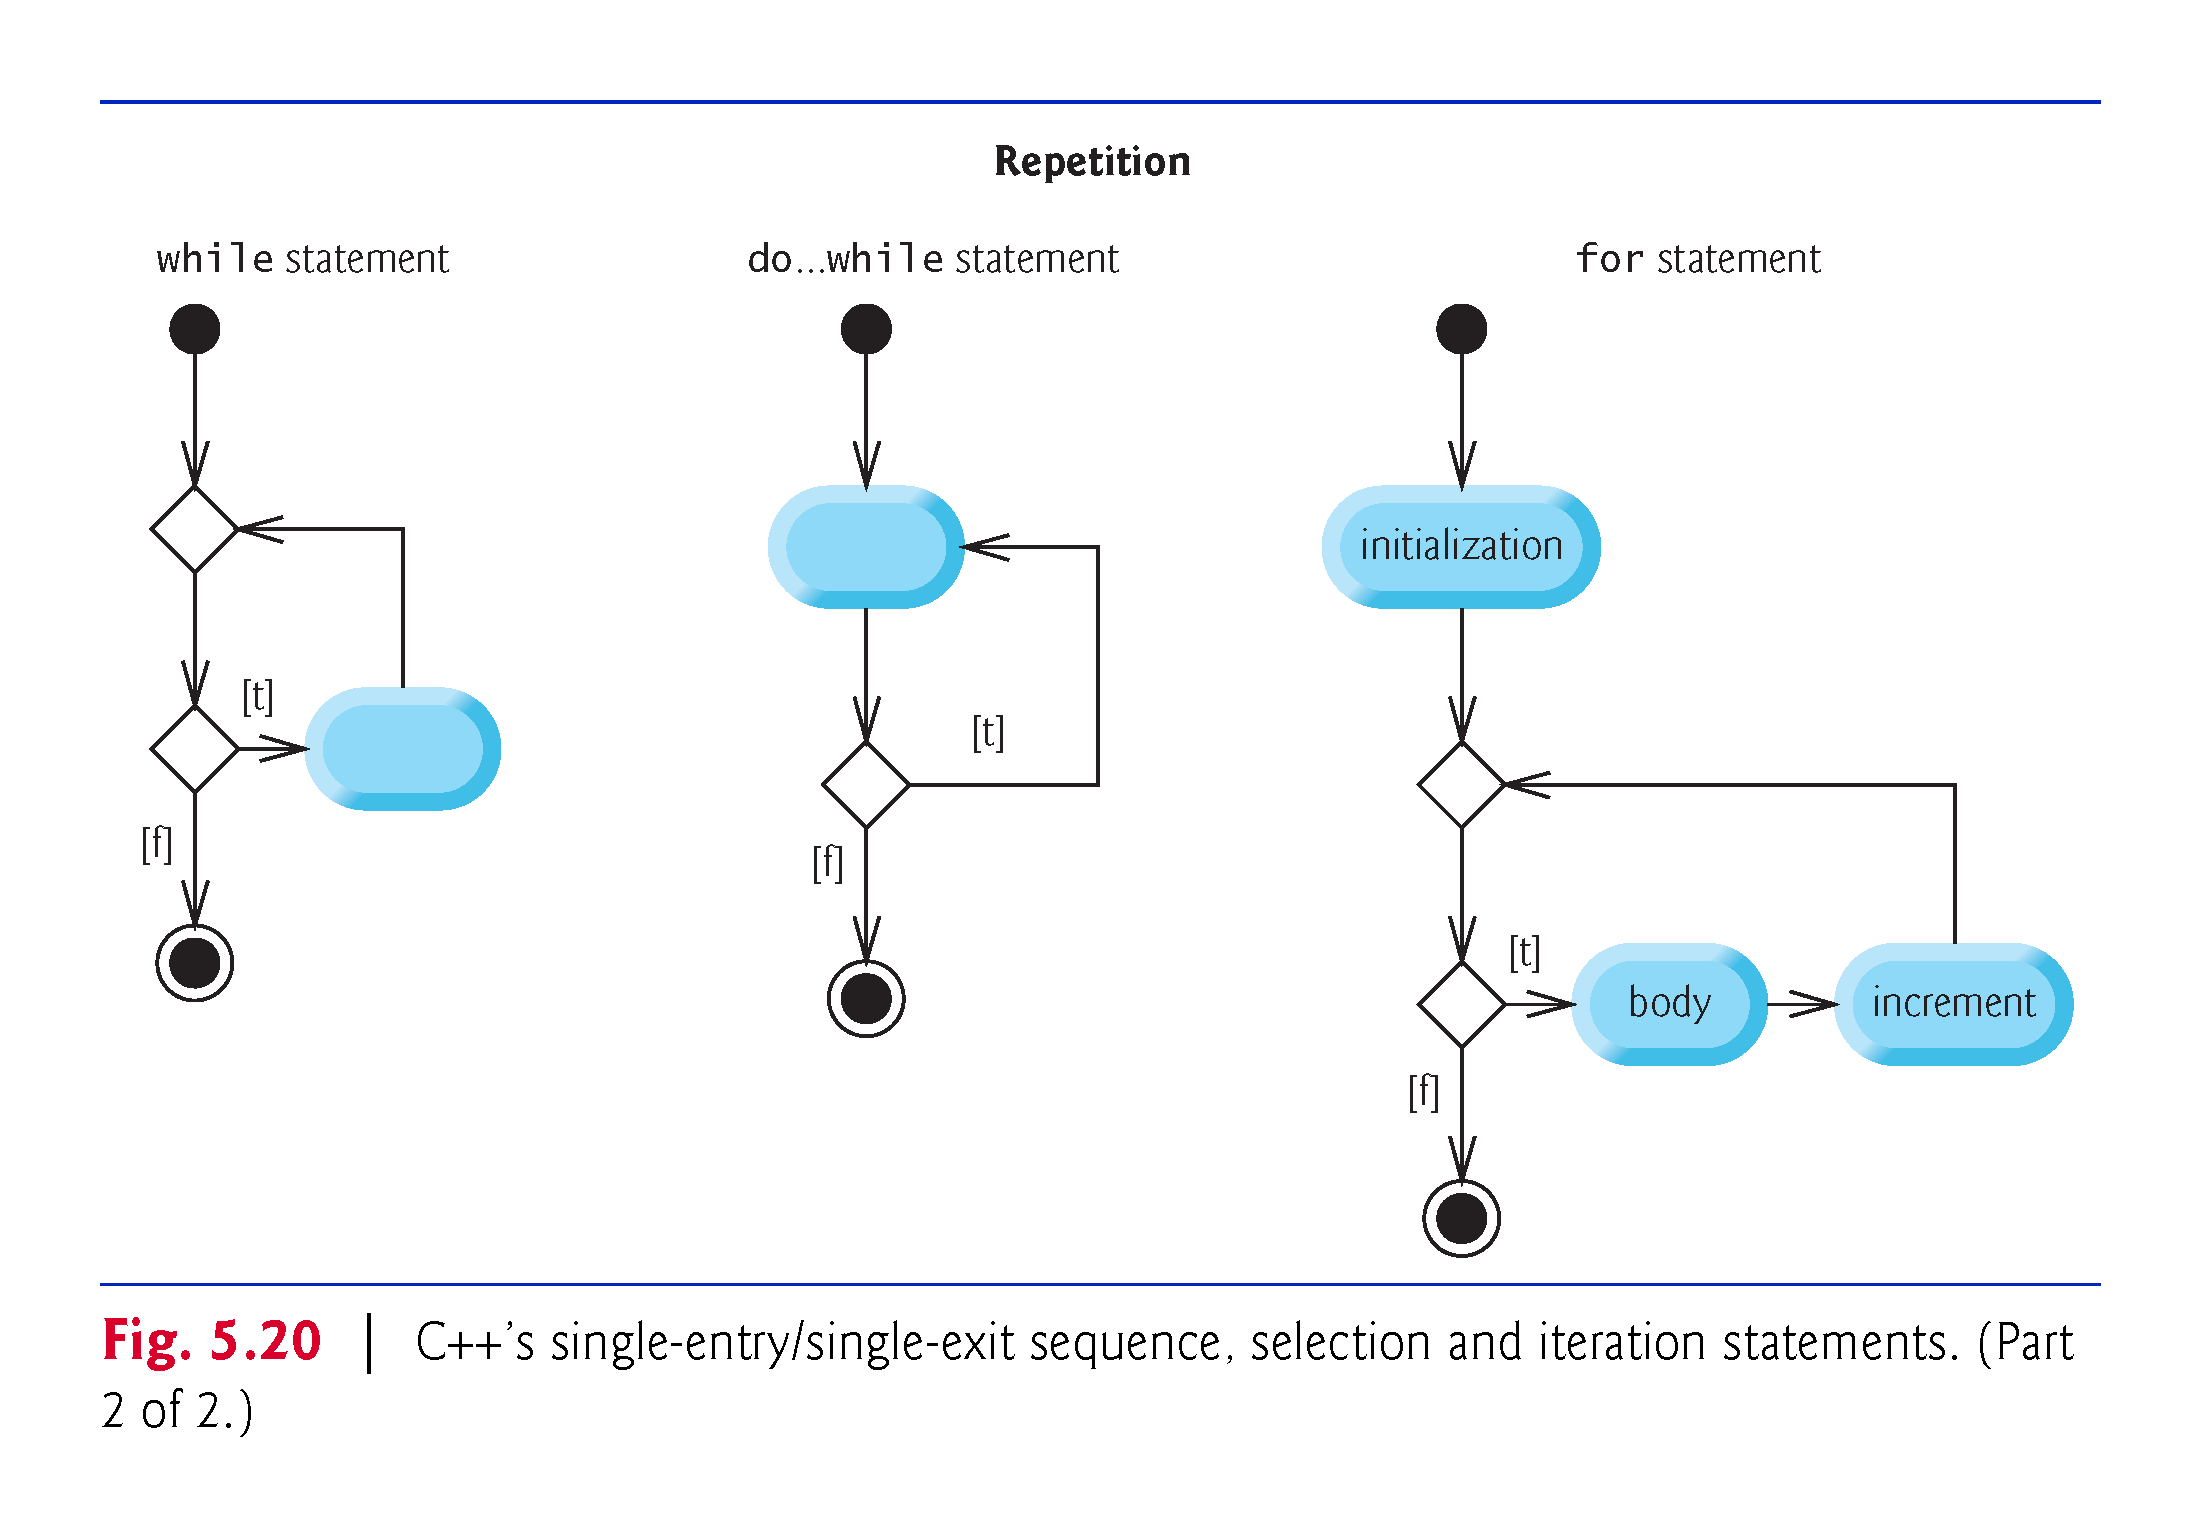 Repetition
while statement
do...while statement
for statement
initialization
[t]
[t]
[f]
[f]
[t]
body
increment
[f]
Fig. 5.20 | C++’s single-entry/single-exit sequence, selection and iteration statements. (Part
2 of 2.)